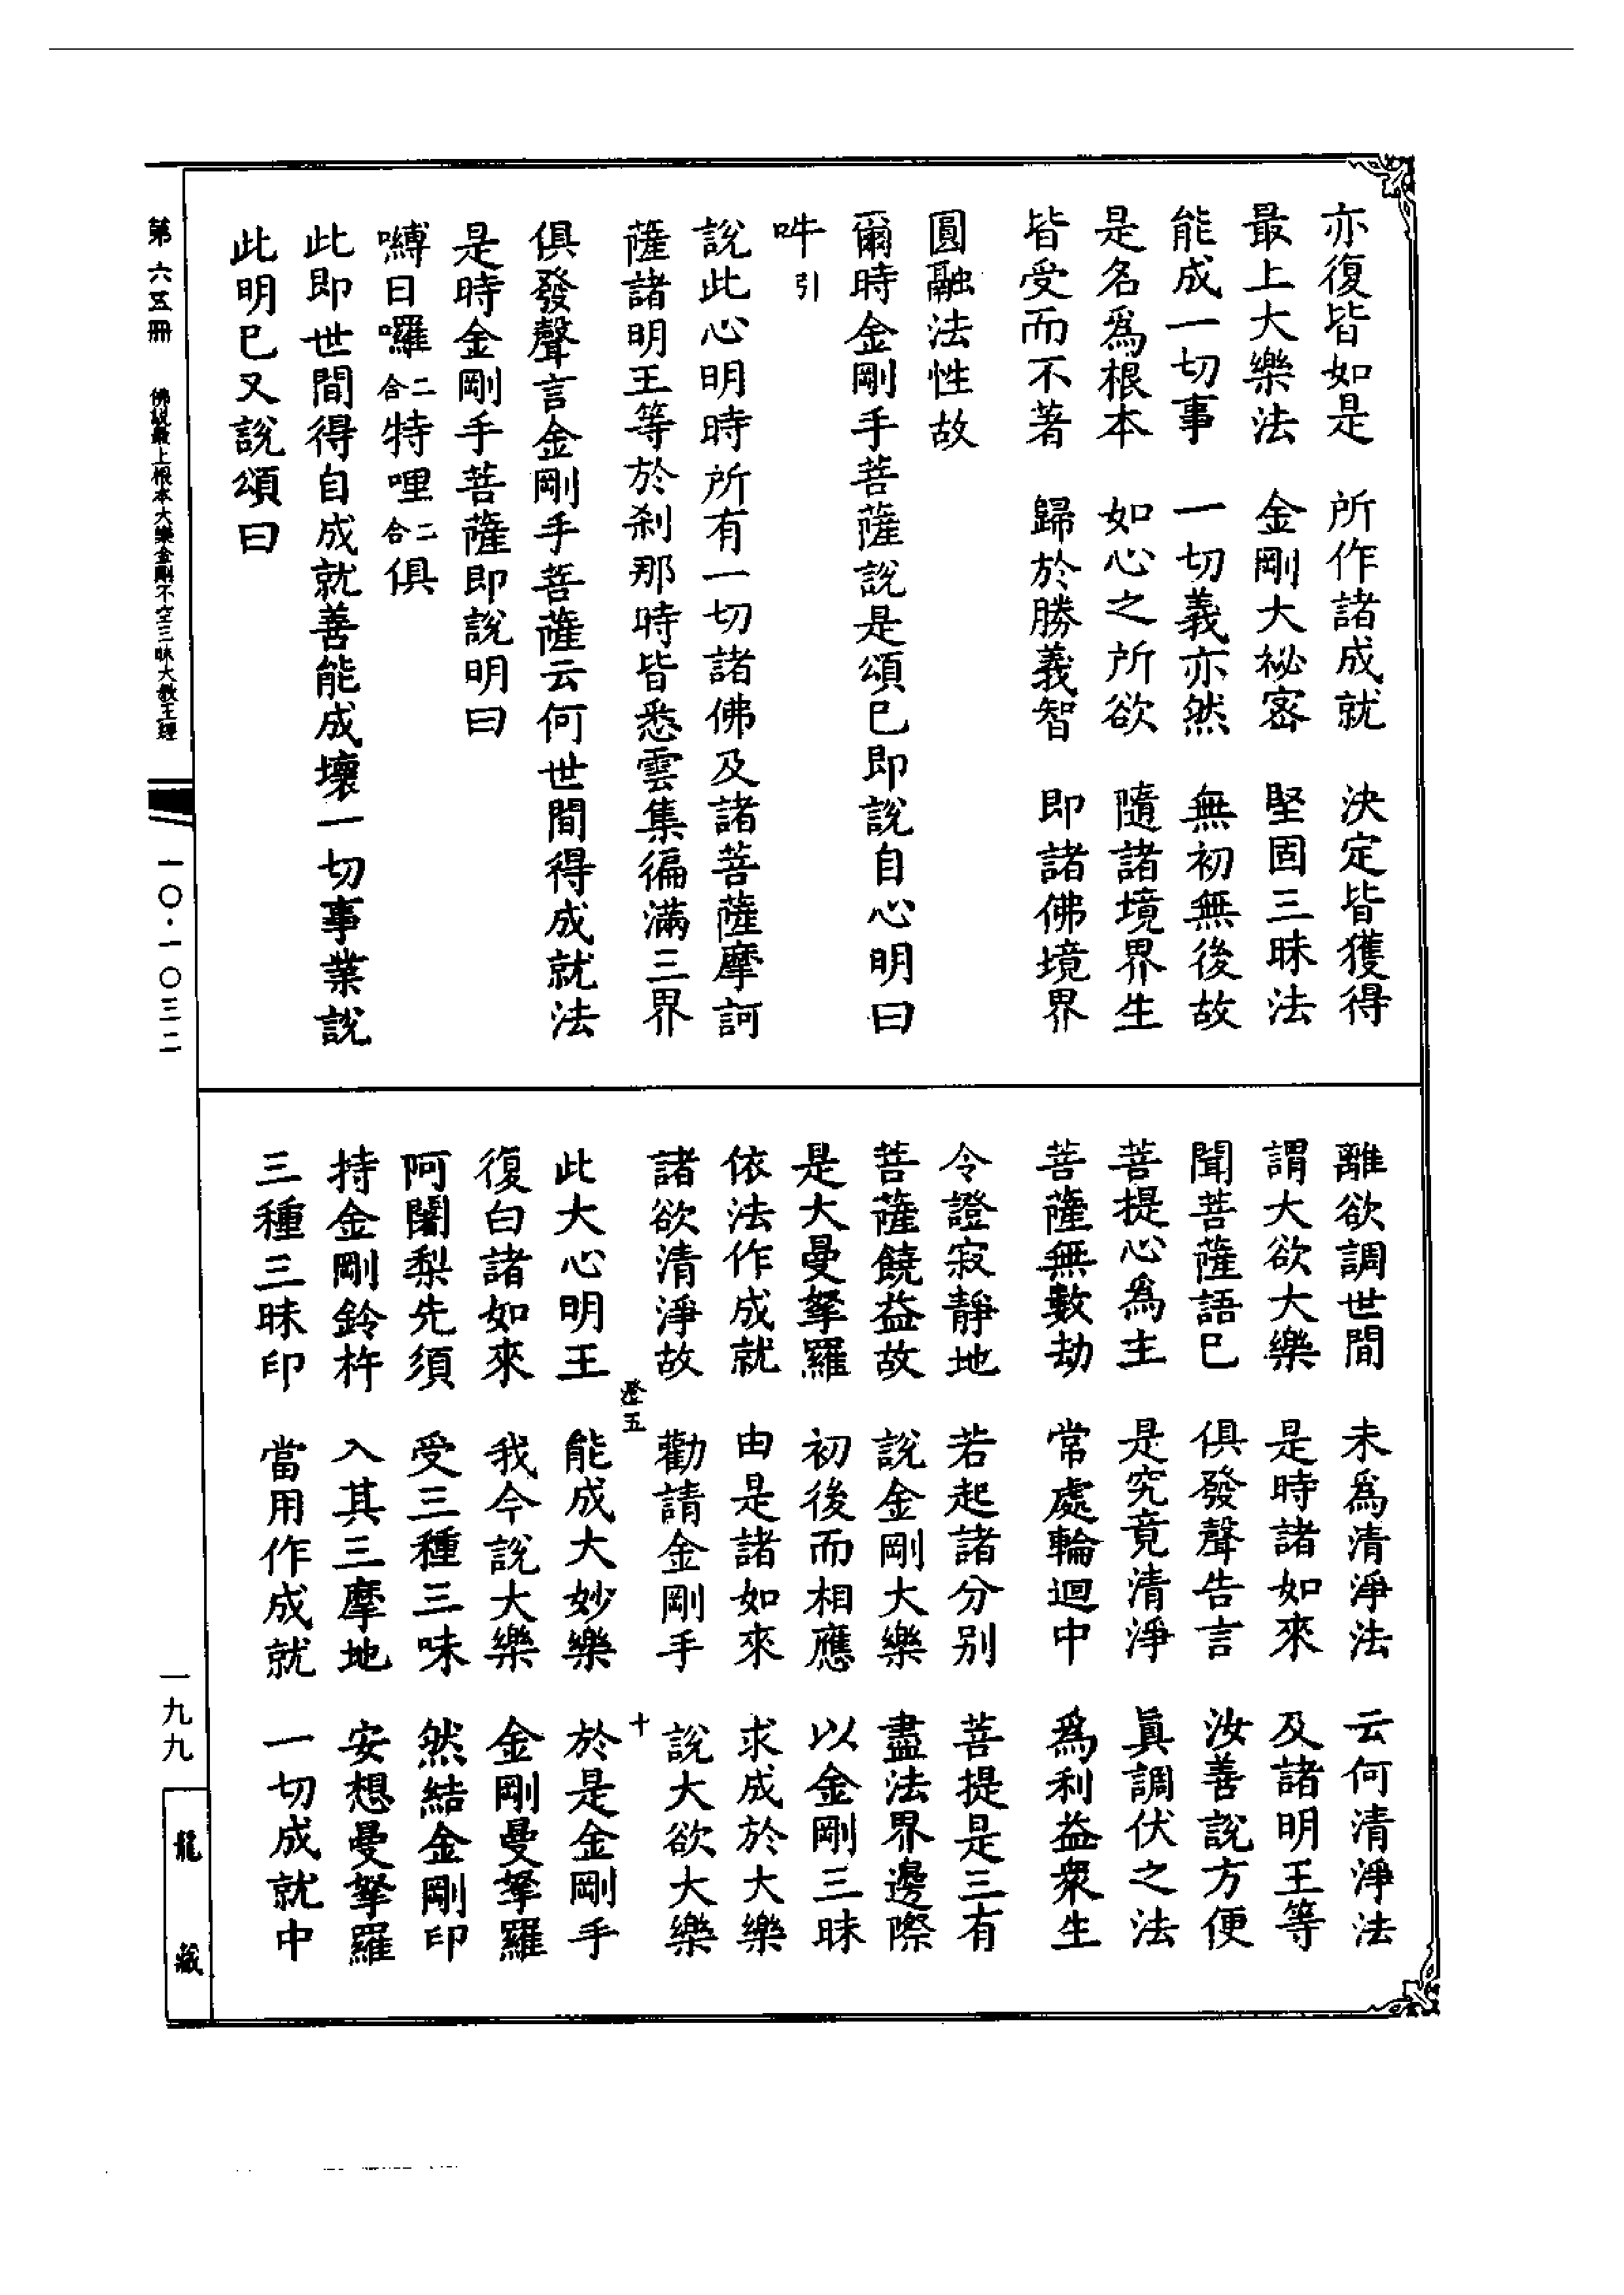 亦復皆如是　所作諸成就　決定皆獲得
最上大樂法　金剛大祕密　堅固三昧法
能成一切事　一切義亦然　無初無後故
是名爲根本　如心之所欲　隨諸境界生
皆受而不著　歸於勝義智　即諸佛境界
圓融法性故
爾時金剛手菩薩說是頌已即說自心明曰
吽引
說此心明時所有一切諸佛及諸菩薩摩訶
薩諸明王等於剎那時皆悉雲集徧滿三界
俱發聲言金剛手菩薩云何世間得成就法
是時金剛手菩薩即說明曰
嚩日囉二合特哩二合俱
此即世間得自成就善能成壞一切事業說
此明已又說頌曰
離欲調世間　未爲清淨法　云何清淨法
謂大欲大樂　是時諸如來　及諸明王等
聞菩薩語已　俱發聲告言　汝善說方便
菩提心爲主　是究竟清淨　眞調伏之法
菩薩無數劫　常處輪迴中　爲利益衆生
令證寂靜地　若起諸分別　菩提是三有
菩薩饒益故　說金剛大樂　盡法界邊際
是大曼拏羅　初後而相應　以金剛三昧
依法作成就　由是諸如來　求成於大樂
諸欲清淨故　勸請金剛手　說大欲大樂
澄五　十
此大心明王　能成大妙樂　於是金剛手
復白諸如來　我今說大樂　金剛曼拏羅
阿闍梨先須　受三種三昧　然結金剛印
持金剛鈴杵　入其三摩地　安想曼拏羅
三種三昧印　當用作成就　一切成就中
第六五冊　佛說最上根本大樂金剛不空三昧大教王經
一〇·一〇三二
一九九
龍藏